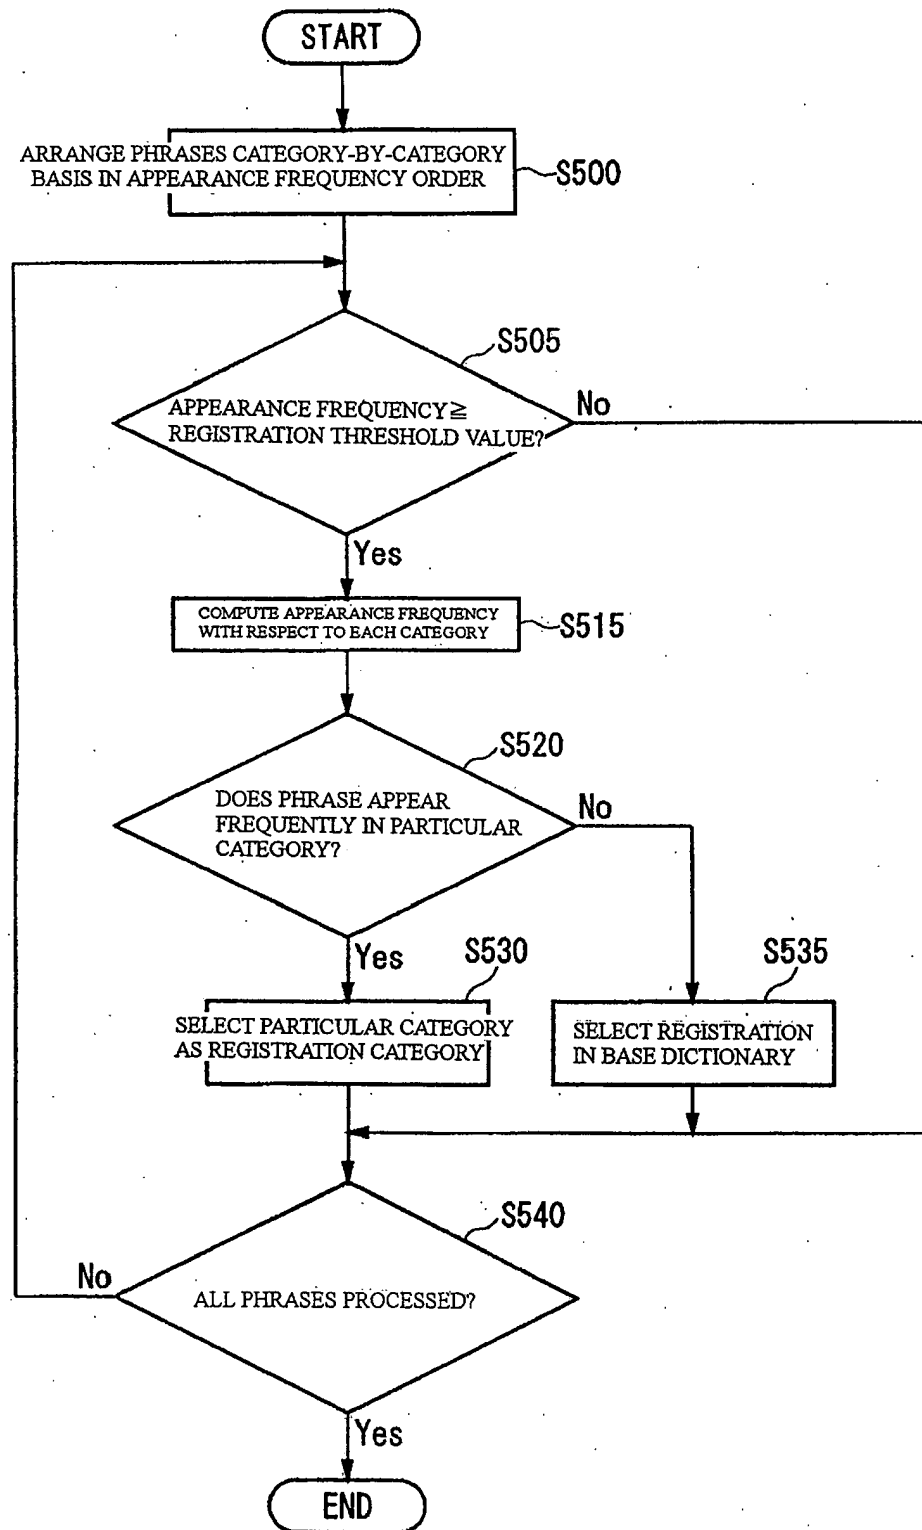 START
ARRANGE PHRASES CATEGORY-BY-CATEGORY
BASIS IN APPEARANCE FREQUENCY ORDER
S500
S505
APPEARANCE FREQUENCY≧
REGISTRATION THRESHOLD VALUE?
No
Yes
COMPUTE APPEARANCE FREQUENCY
WITH RESPECT TO EACH CATEGORY
S515
S520
DOES PHRASE APPEAR
FREQUENTLY IN PARTICULAR
CATEGORY?
No
Yes
S530
S535
SELECT PARTICULAR CATEGORY
AS REGISTRATION CATEGORY
SELECT REGISTRATION
IN BASE DICTIONARY
S540
No
ALL PHRASES PROCESSED?
Yes
END